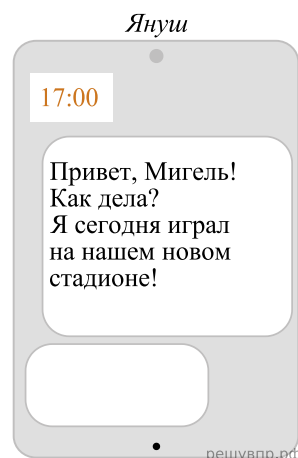 Януш
17:00
Привет, Мигель!
Как дела?
Я сегодня играл
на нашем новом
стадионе!
решувпр.рф